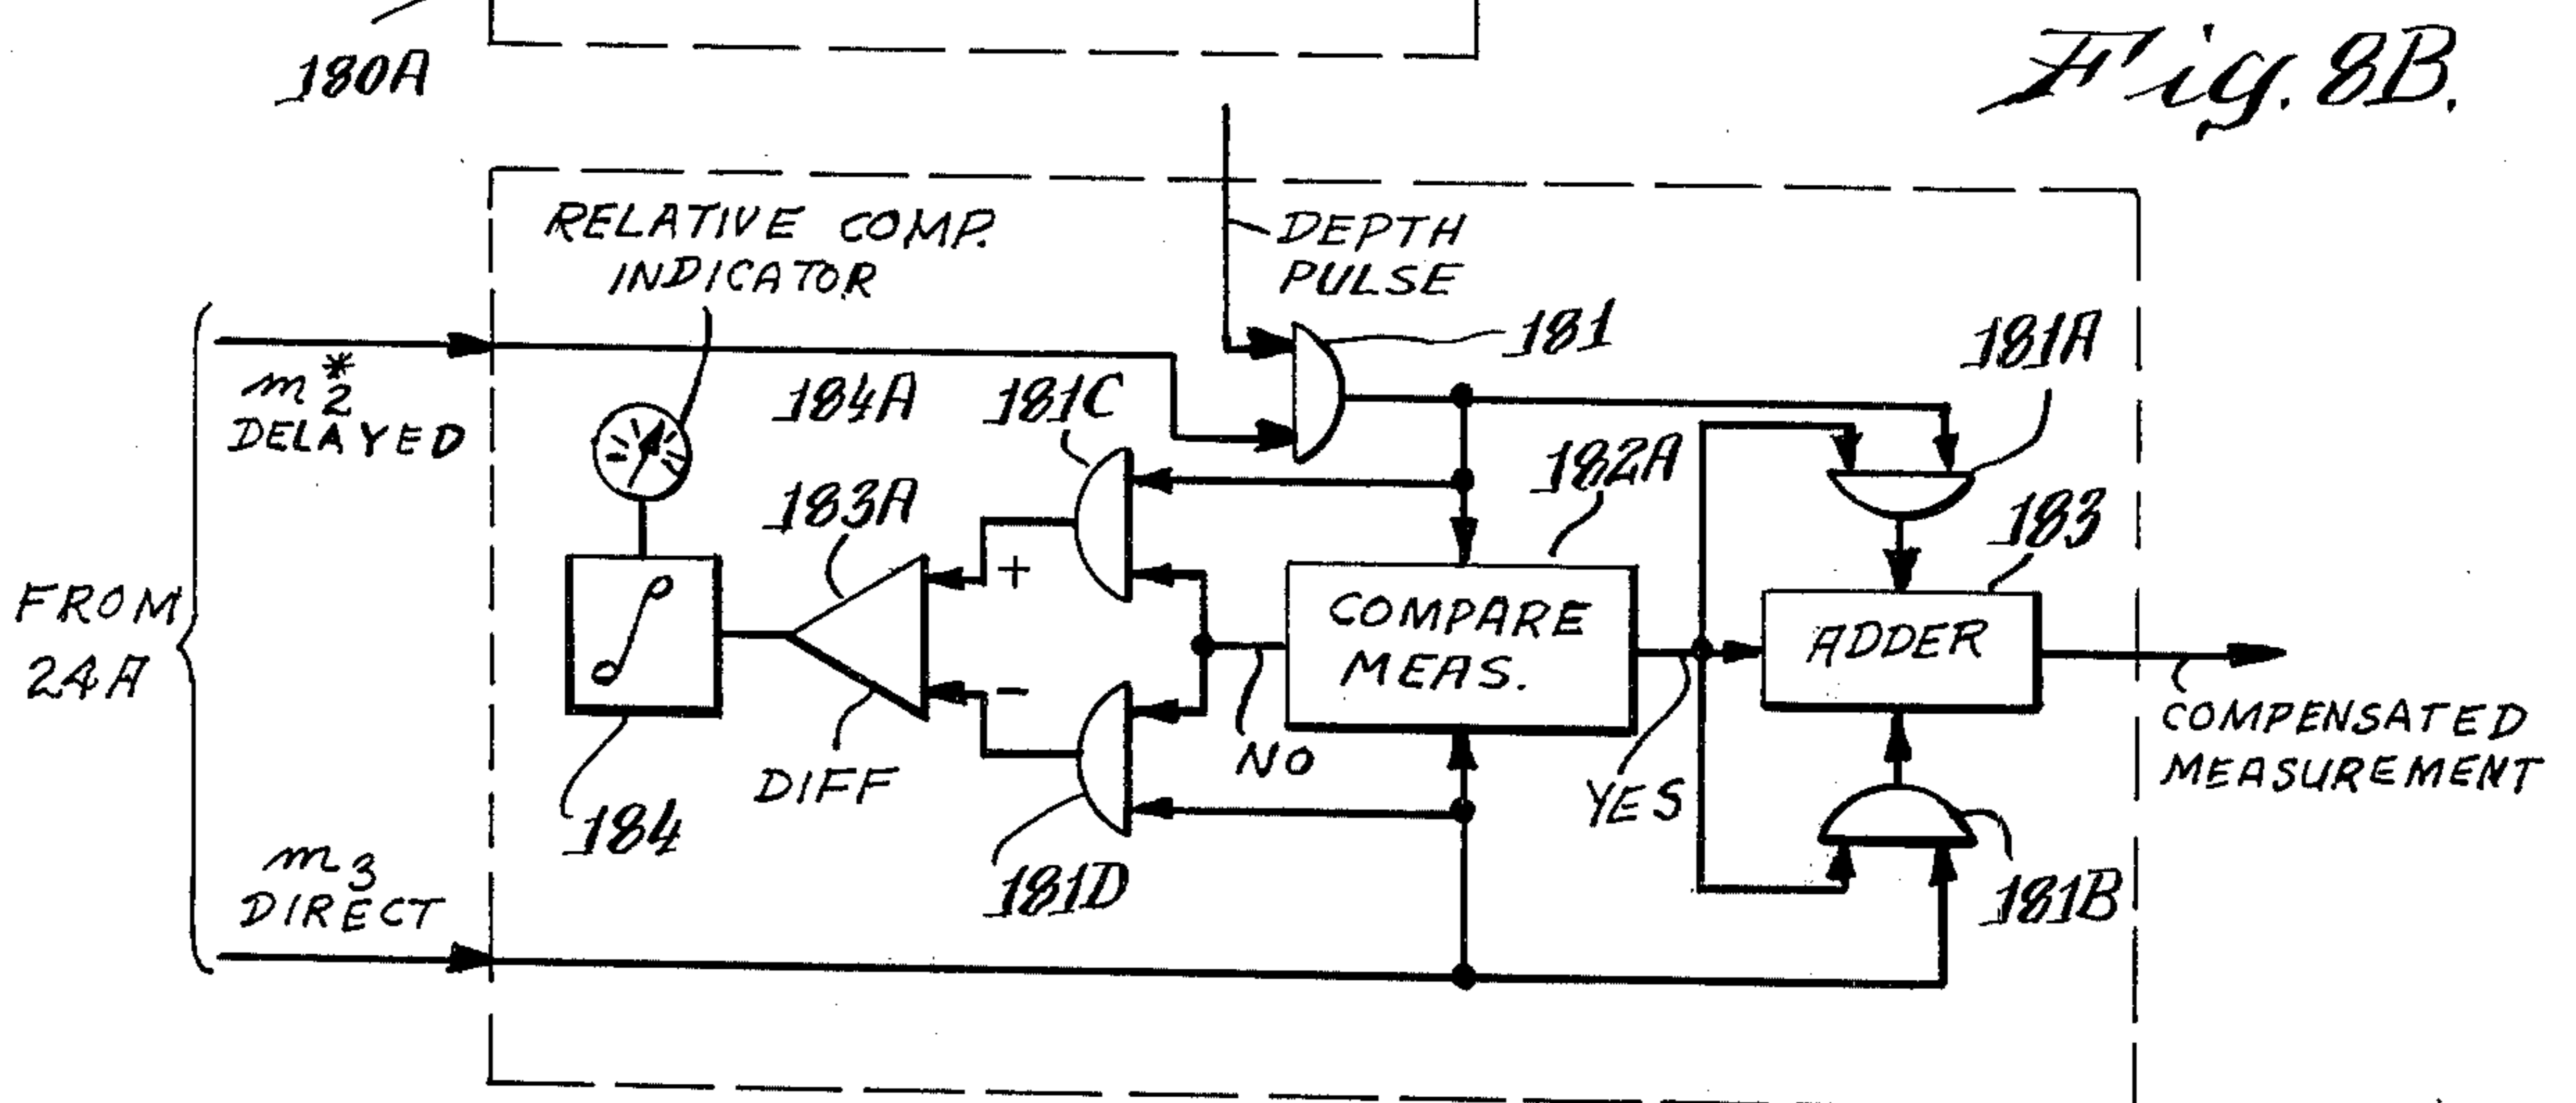 180A
Fig. 8B.
RELATIVE COMP.
INDICATOR
DEPTH
PULSE
181
181A
m*2
DELAYED
184A
181C
182A
183A
183
+
FROM
24A
COMPARE
MEAS.
ADDER
-
NO
YES
COMPENSATED
MEASUREMENT
DIFF
184
m3
DIRECT
181D
181B